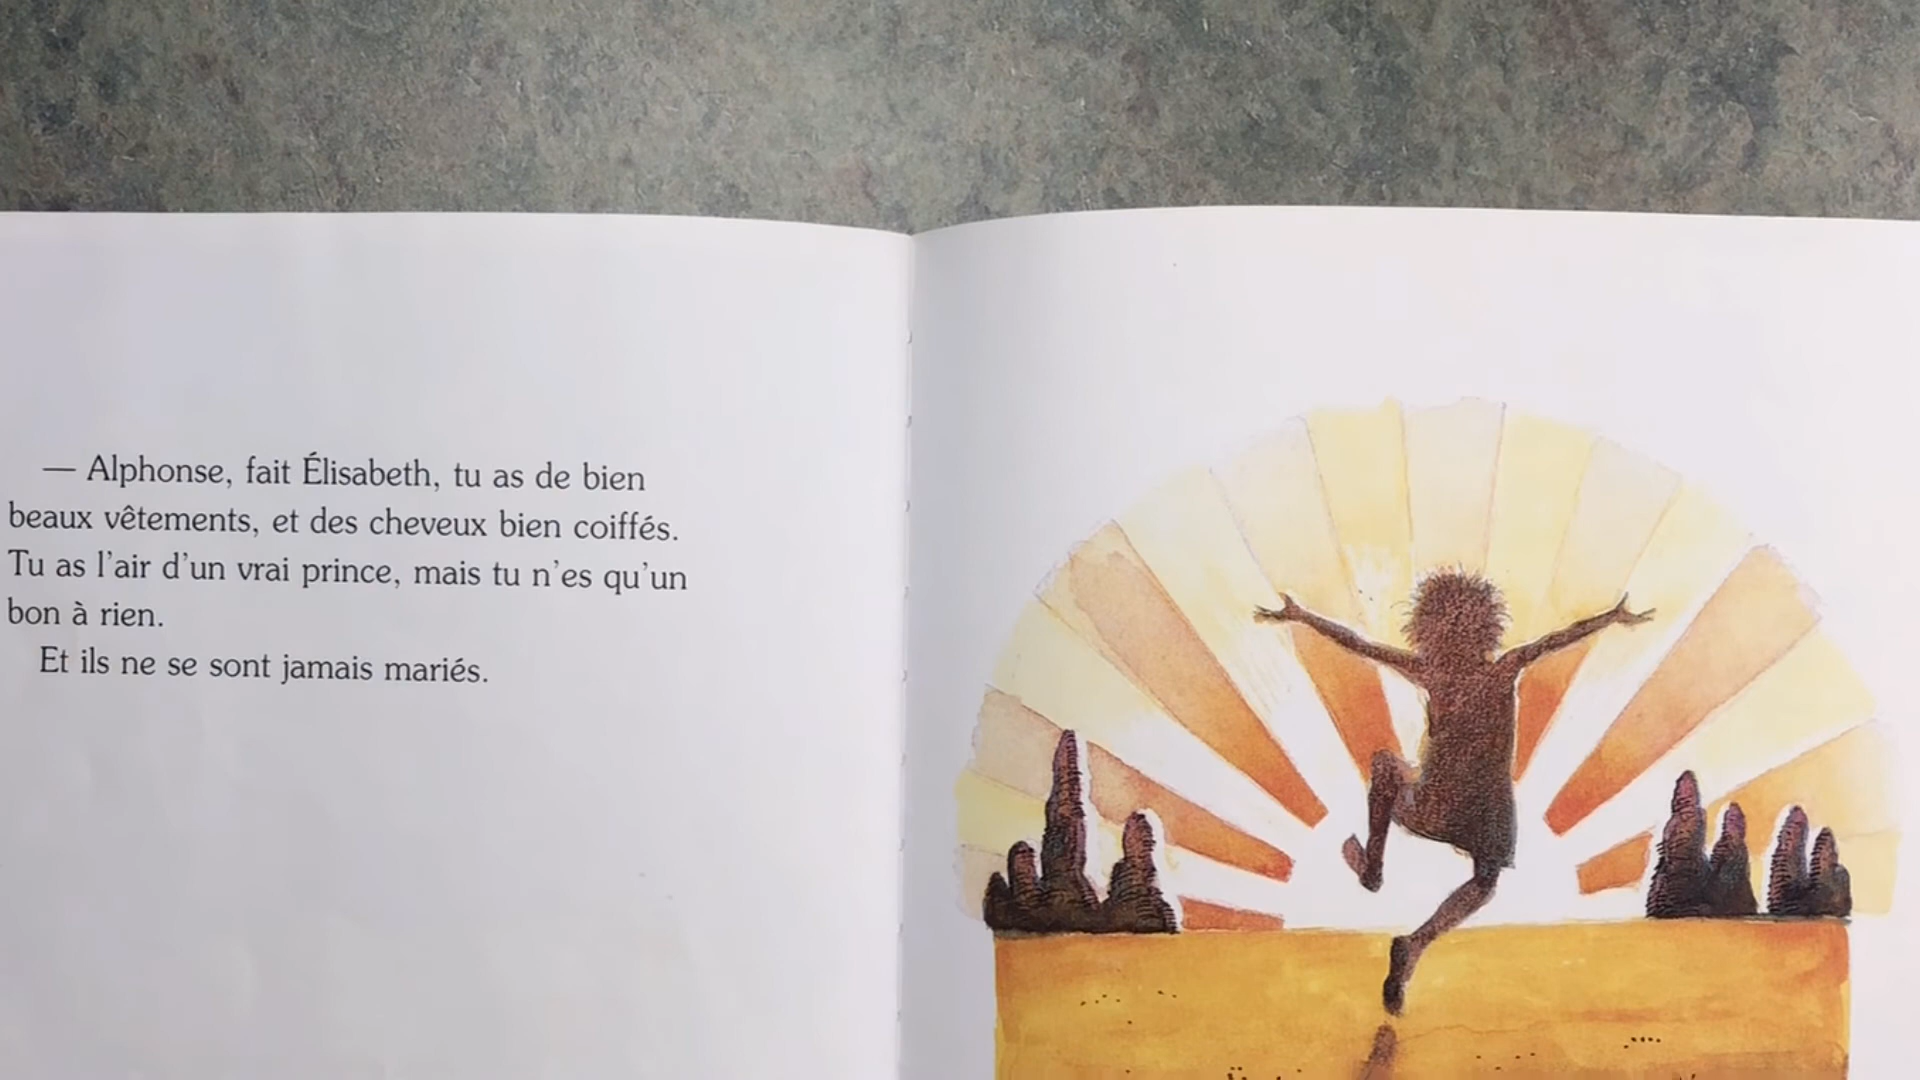 — Alphonse, fait Élisabeth, tu as de bien
beaux vêtements, et des cheveux bien coiffés.
Tu as l'air d'un vrai prince, mais tu n'es qu'un
bon à rien.
Et ils ne se sont jamais mariés.